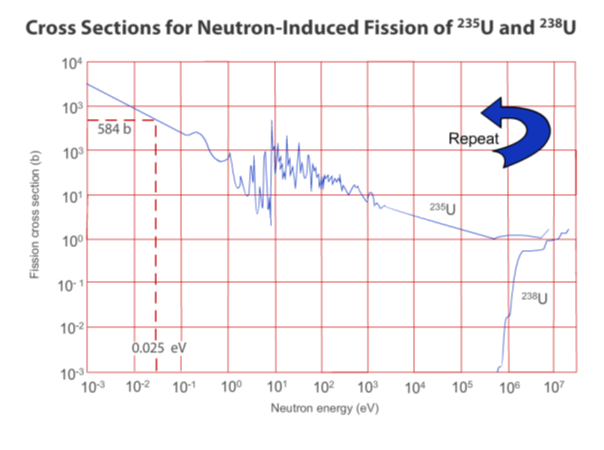 Cross Sections for Neutron-Induced Fission of ²³⁵U and ²³⁸U
10⁴
10³
584 b
Repeat
10³
10¹
²³⁵U
Fission cross section (b)
10⁰
10⁻¹
²³⁸U
10⁻²
0.025 eV
10⁻³
10⁻³ 10⁻² 10⁻¹ 10⁰ 10¹ 10² 10³ 10⁴ 10⁵ 10⁶ 10⁷
Neutron energy (eV)